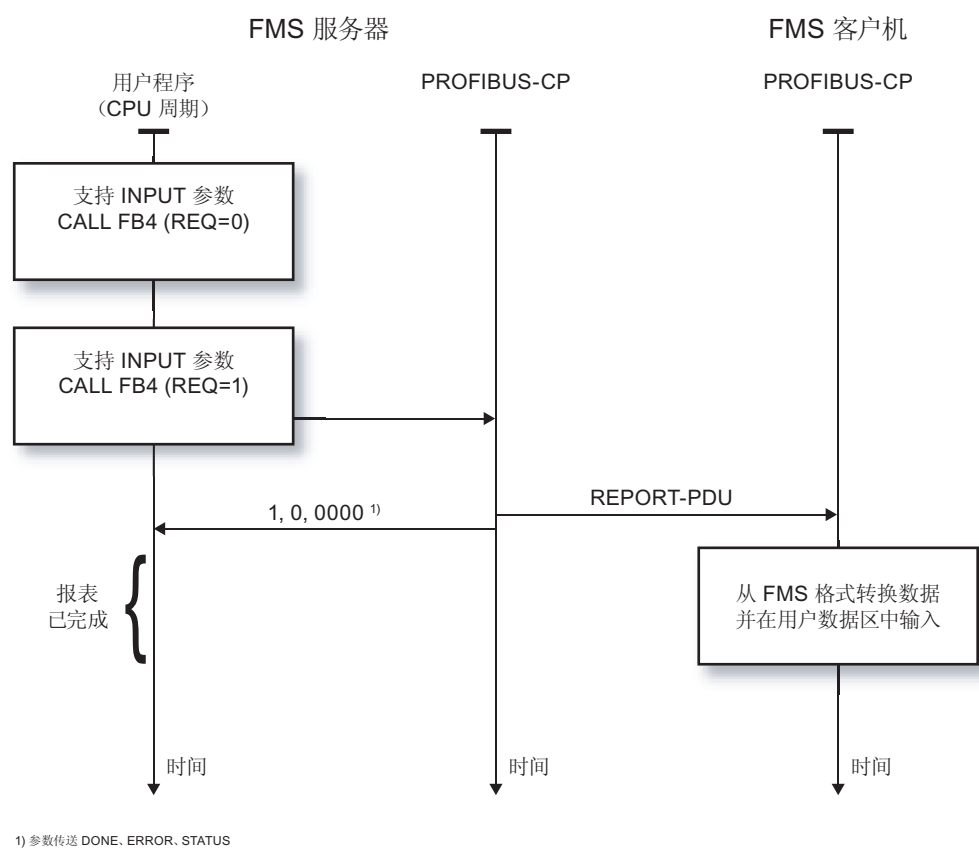 FMS 服务器
FMS 客户机
用户程序
（CPU 周期）
PROFIBUS-CP
PROFIBUS-CP
支持 INPUT 参数
CALL FB4 (REQ=0)
支持 INPUT 参数
CALL FB4 (REQ=1)
REPORT-PDU
1, 0, 0000 1)
报表
已完成
从 FMS 格式转换数据
并在用户数据区中输入
时间
时间
时间
1) 参数传送 DONE、ERROR、STATUS